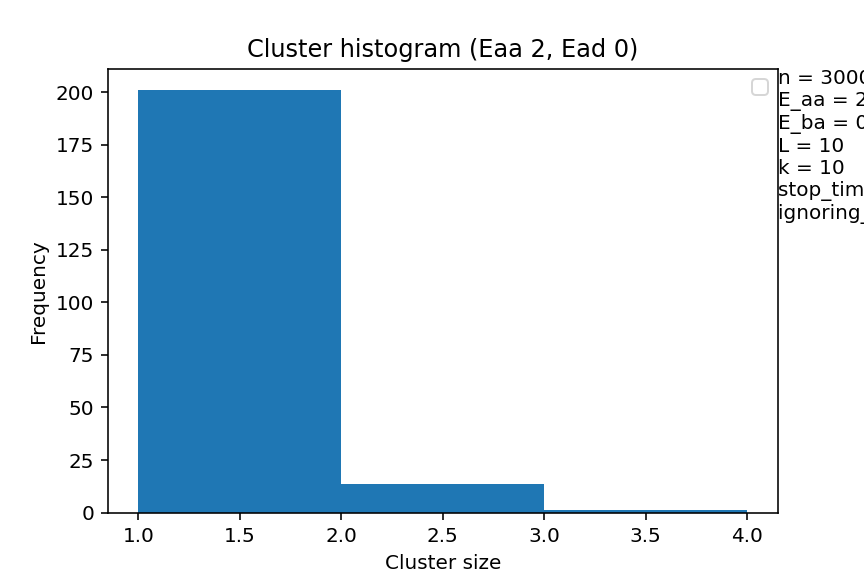 Cluster histogram (Eaa 2, Ead 0)
n = 3000
E_aa = 2
E_ba = 0
L = 10
k = 10
stop_tim
ignoring_
Frequency
200
175
150
125
100
75
50
25
0
1.0 1.5 2.0 2.5 3.0 3.5 4.0
Cluster size